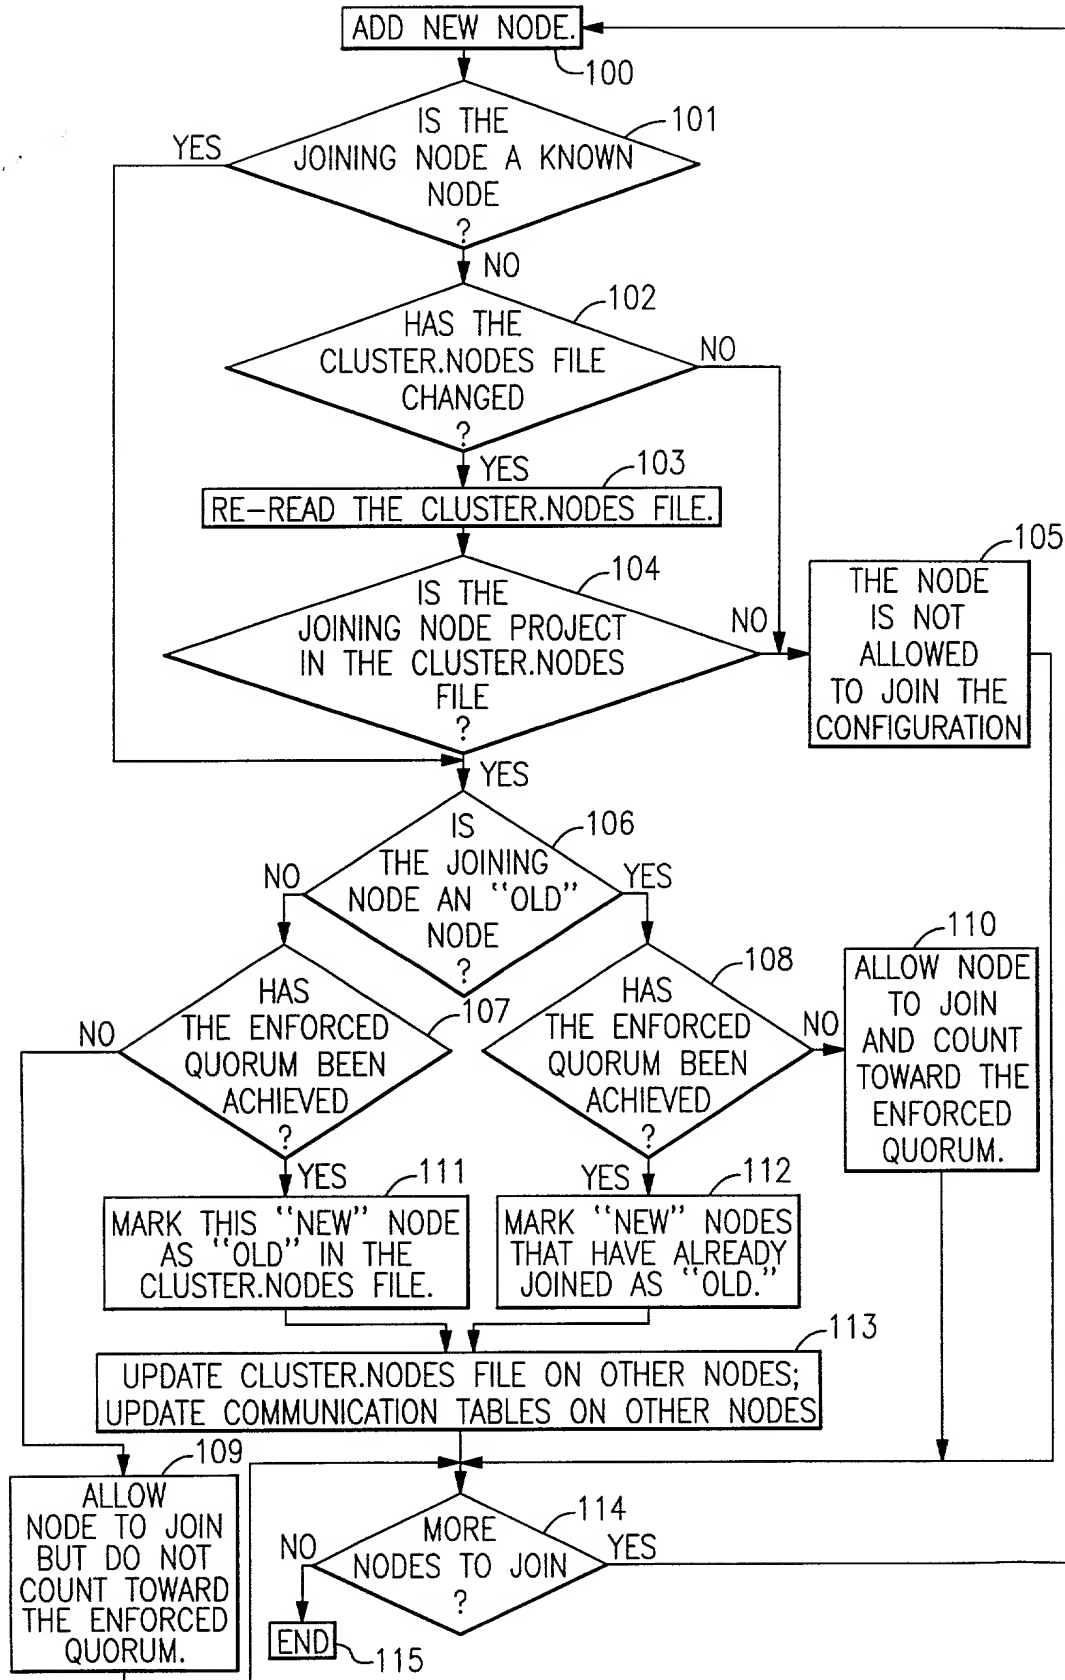 ADD NEW NODE.
100
IS THE
JOINING NODE A KNOWN
NODE
?
101
YES
NO
HAS THE
CLUSTER.NODES FILE
CHANGED
?
102
NO
YES
103
RE-READ THE CLUSTER.NODES FILE.
IS THE
JOINING NODE PROJECT
IN THE CLUSTER.NODES
FILE
?
104
NO
105
THE NODE
IS NOT
ALLOWED
TO JOIN THE
CONFIGURATION
YES
IS
THE JOINING
NODE AN "OLD"
NODE
?
106
NO
YES
HAS
THE ENFORCED
QUORUM BEEN
ACHIEVED
?
107
NO
YES
HAS
THE ENFORCED
QUORUM BEEN
ACHIEVED
?
108
NO
YES
110
ALLOW NODE
TO JOIN
AND COUNT
TOWARD THE
ENFORCED
QUORUM.
111
MARK THIS "NEW" NODE
AS "OLD" IN THE
CLUSTER.NODES FILE.
112
MARK "NEW" NODES
THAT HAVE ALREADY
JOINED AS "OLD."
113
UPDATE CLUSTER.NODES FILE ON OTHER NODES;
UPDATE COMMUNICATION TABLES ON OTHER NODES
109
ALLOW
NODE TO JOIN
BUT DO NOT
COUNT TOWARD
THE ENFORCED
QUORUM.
MORE
NODES TO JOIN
?
114
NO
YES
END
115